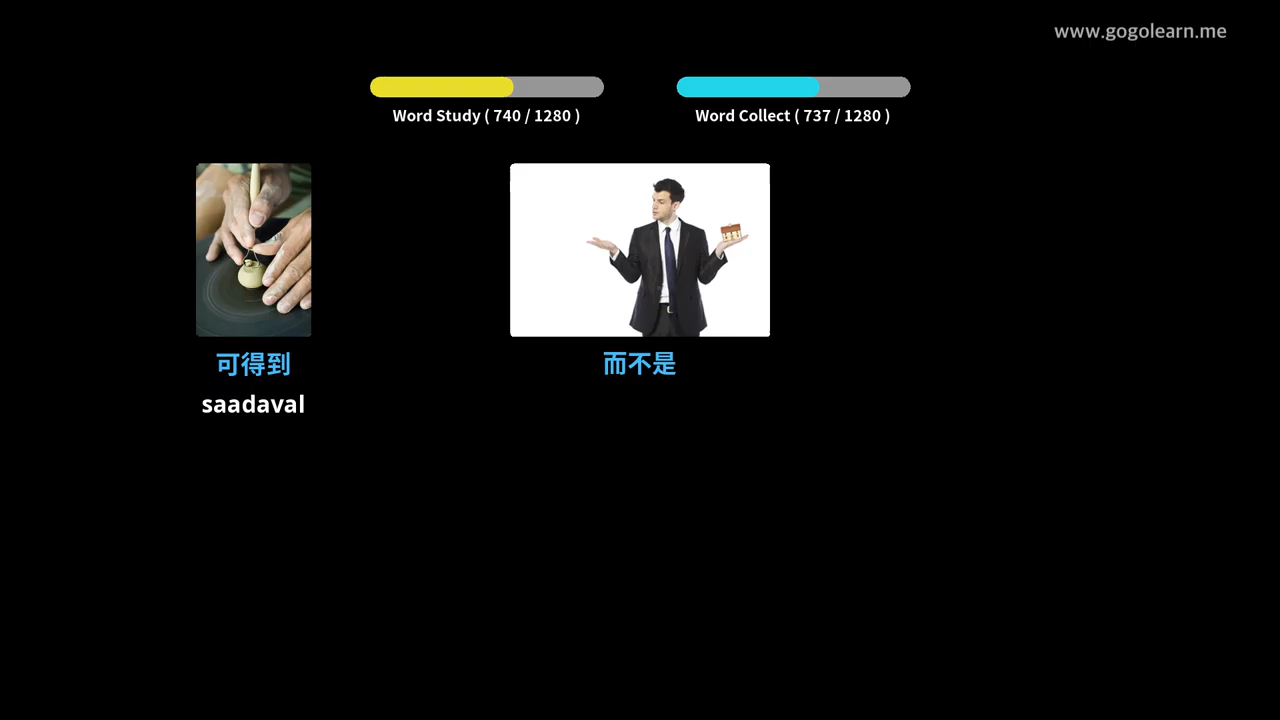 www.gogolearn.me
Word Study ( 740 / 1280 )
Word Collect ( 737 / 1280 )
可得到
而不是
saadaval